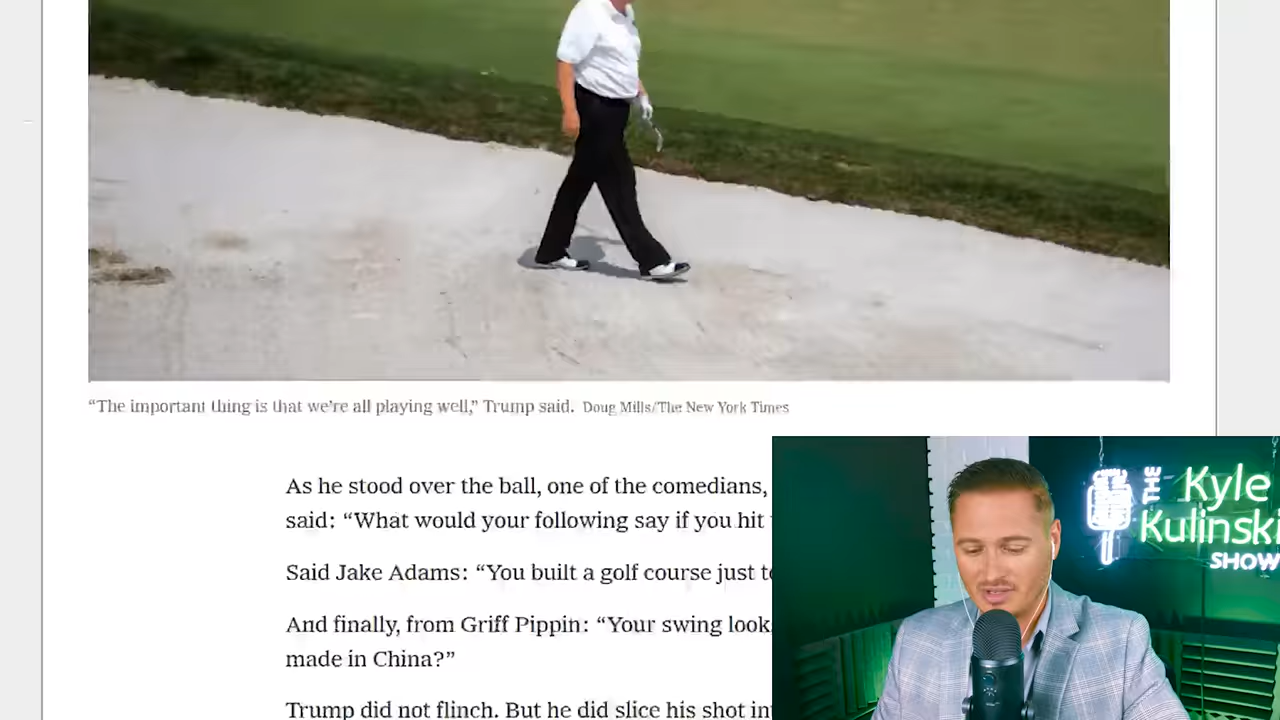 “The important thing is that we’re all playing well,” Trump said. Doug Mills/The New York Times
As he stood over the ball, one of the comedians,
said: “What would your following say if you hit
Said Jake Adams: “You built a golf course just
And finally, from Griff Pippin: “Your swing look
made in China?”
Trump did not flinch. But he did slice his shot in
THE
Kyle
Kulinski
SHOW